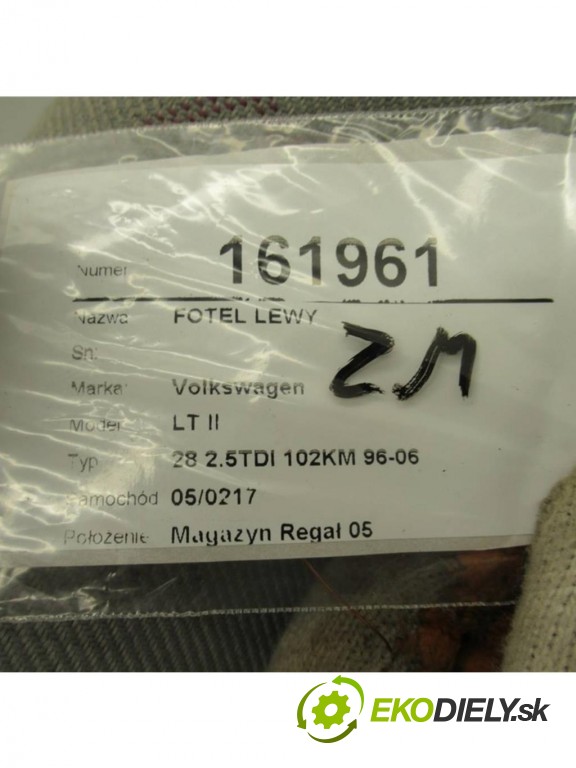 Numer 161961
Nazwa FOTEL LEWY
Sn:
Marka: Volkswagen
Model LT II
Typ 28 2.5TDI 102KM 96-06
Samochód 05/0217
Położenie Magazyn Regał 05
ZM
EKODIELY.sk